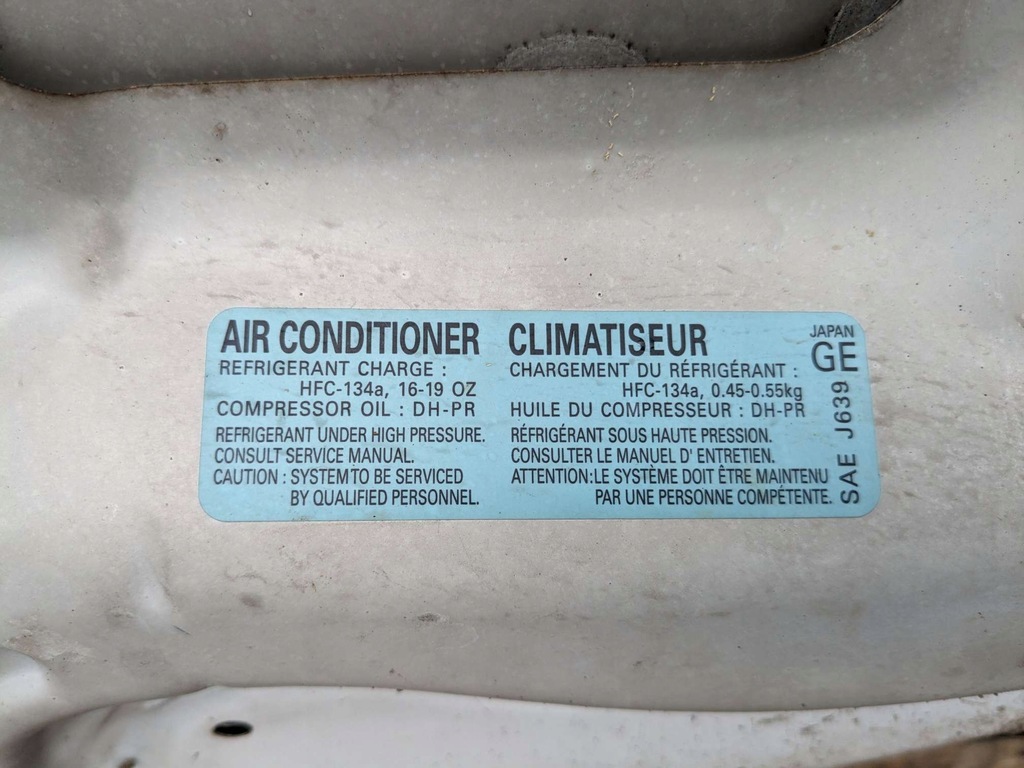 AIR CONDITIONER
REFRIGERANT CHARGE :
HFC-134a, 16-19 OZ
COMPRESSOR OIL : DH-PR
REFRIGERANT UNDER HIGH PRESSURE.
CONSULT SERVICE MANUAL.
CAUTION : SYSTEM TO BE SERVICED
BY QUALIFIED PERSONNEL.
CLIMATISEUR
CHARGEMENT DU RÉFRIGÉRANT :
HFC-134a, 0.45-0.55kg
HUILE DU COMPRESSEUR : DH-PR
RÉFRIGÉRANT SOUS HAUTE PRESSION.
CONSULTER LE MANUEL D' ENTRETIEN.
ATTENTION:LE SYSTÈME DOIT ÊTRE MAINTENU
PAR UNE PERSONNE COMPÉTENTE.
JAPAN
GE
SAE J639